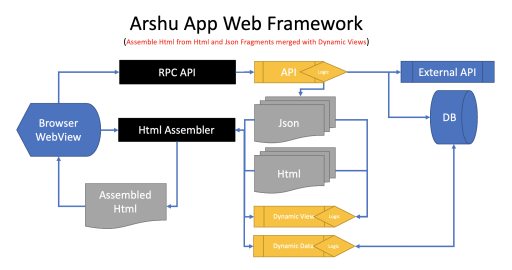 Arshu App Web Framework
(Assemble Html from Html and Json Fragments merged with Dynamic Views)
RPC API
API
Logic
External API
Browser
WebView
Html Assembler
Json
DB
Html
Assembled
Html
Dynamic View
Logic
Dynamic Data
Logic